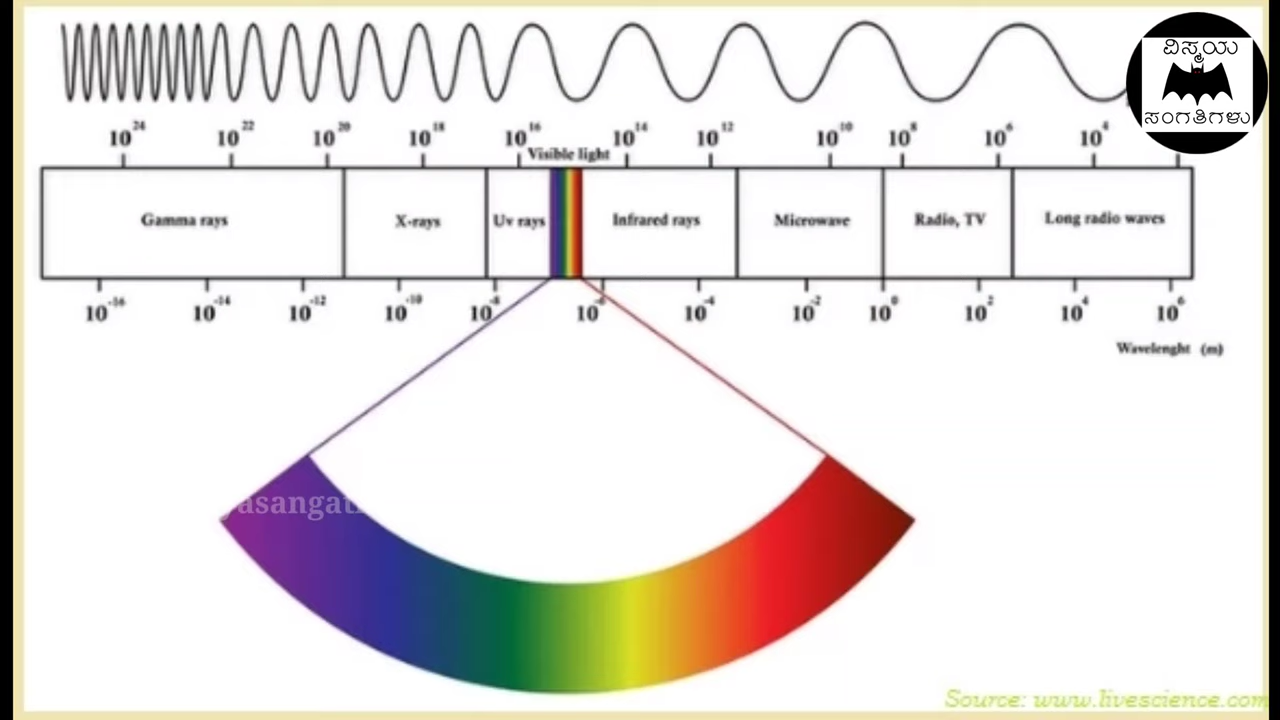 ವಿಸ್ಮಯ
ಸಂಗತಿಗಳು
10^24 10^22 10^20 10^18 10^16 10^14 10^12 10^10 10^8 10^6 10^4
Visible light
Gamma rays X-rays Uv rays Infrared rays Microwave Radio, TV Long radio waves
10^-16 10^-14 10^-12 10^-10 10^-8 10^-6 10^-4 10^-2 10^0 10^2 10^4 10^6
Wavelenght (m)
Source: www.livescience.com